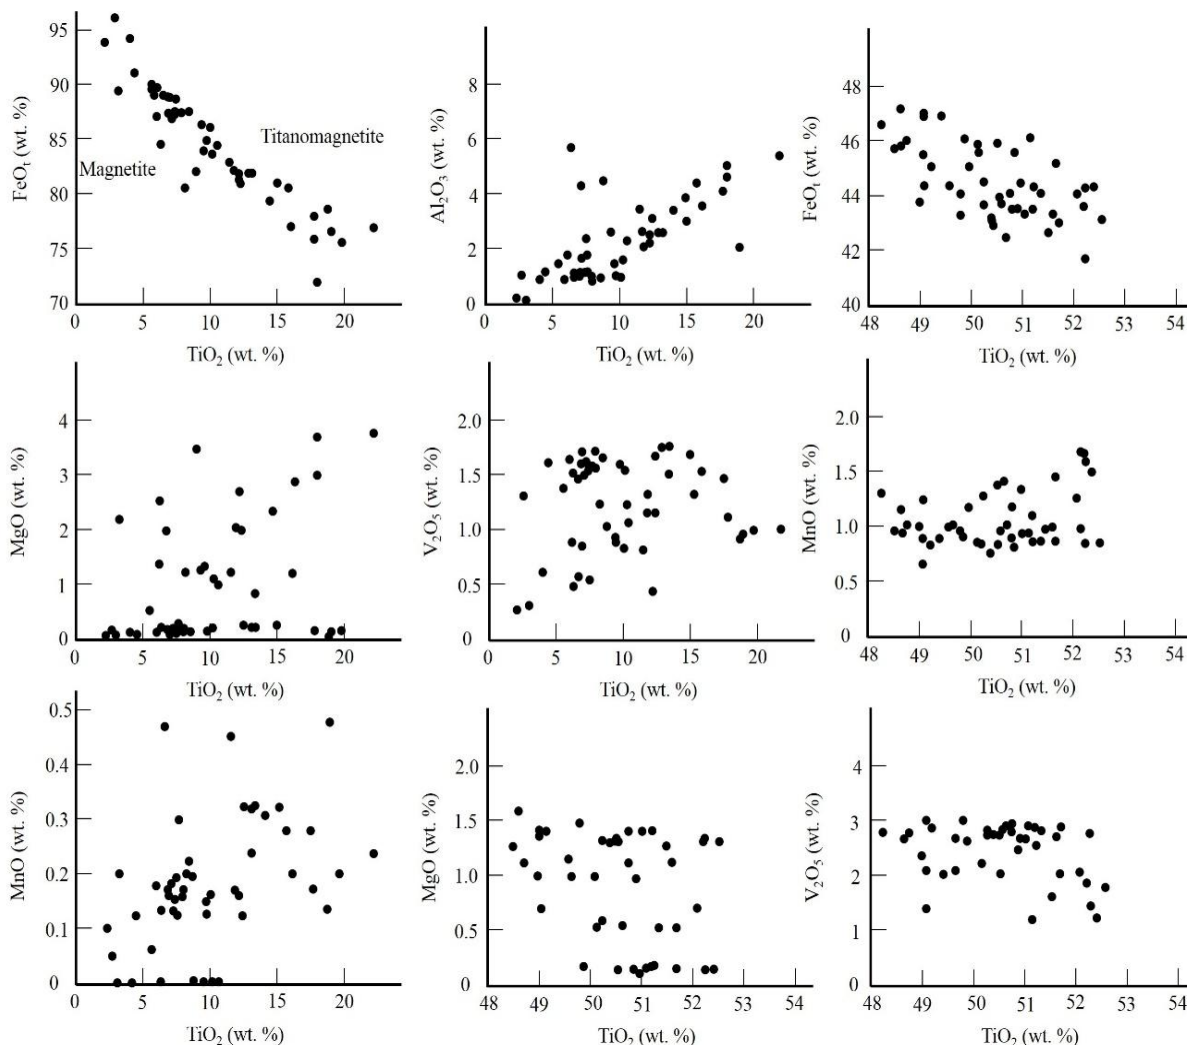 FeOt (wt. %)
95
90
85
80
75
70
Titanomagnetite
Magnetite
5 10 15 20
TiO2 (wt. %)
Al2O3 (wt. %)
8
6
4
2
0
0 5 10 15 20
TiO2 (wt. %)
FeOt (wt. %)
48
46
44
42
40
48 49 50 51 52 53 54
TiO2 (wt. %)
MgO (wt. %)
4
3
2
1
0
0 5 10 15 20
TiO2 (wt. %)
V2O5 (wt. %)
2.0
1.5
1.0
0.5
0 5 10 15 20
TiO2 (wt. %)
MnO (wt. %)
2.0
1.5
1.0
0.5
0
48 49 50 51 52 53 54
TiO2 (wt. %)
MnO (wt. %)
0.5
0.4
0.3
0.2
0.1
0
0 5 10 15 20
TiO2 (wt. %)
MgO (wt. %)
2.0
1.5
1.0
0.5
0
48 49 50 51 52 53 54
TiO2 (wt. %)
V2O5 (wt. %)
4
3
2
1
0
48 49 50 51 52 53 54
TiO2 (wt. %)